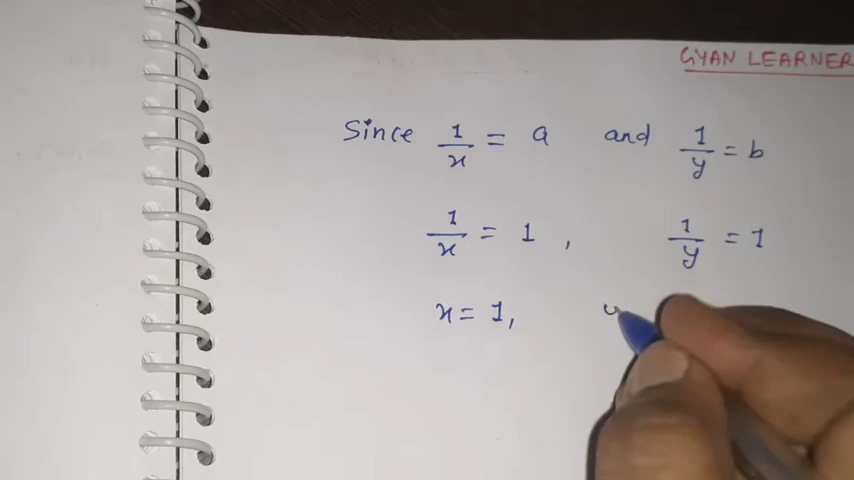 GYAN LEARNER
Since 1/x = a and 1/y = b
1/x = 1, 1/y = 1
x = 1,